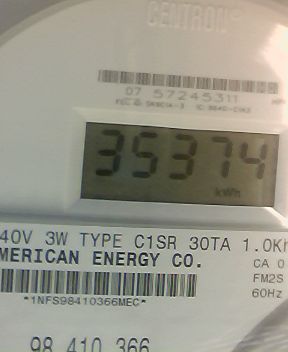 CENTRON
07 57245311
35374
kWh
40V 3W TYPE C1SR 30TA 1.0Kh
MERICAN ENERGY CO.
CA 0
FM2S
*1NFS98410366MEC*
60Hz
98 410 366